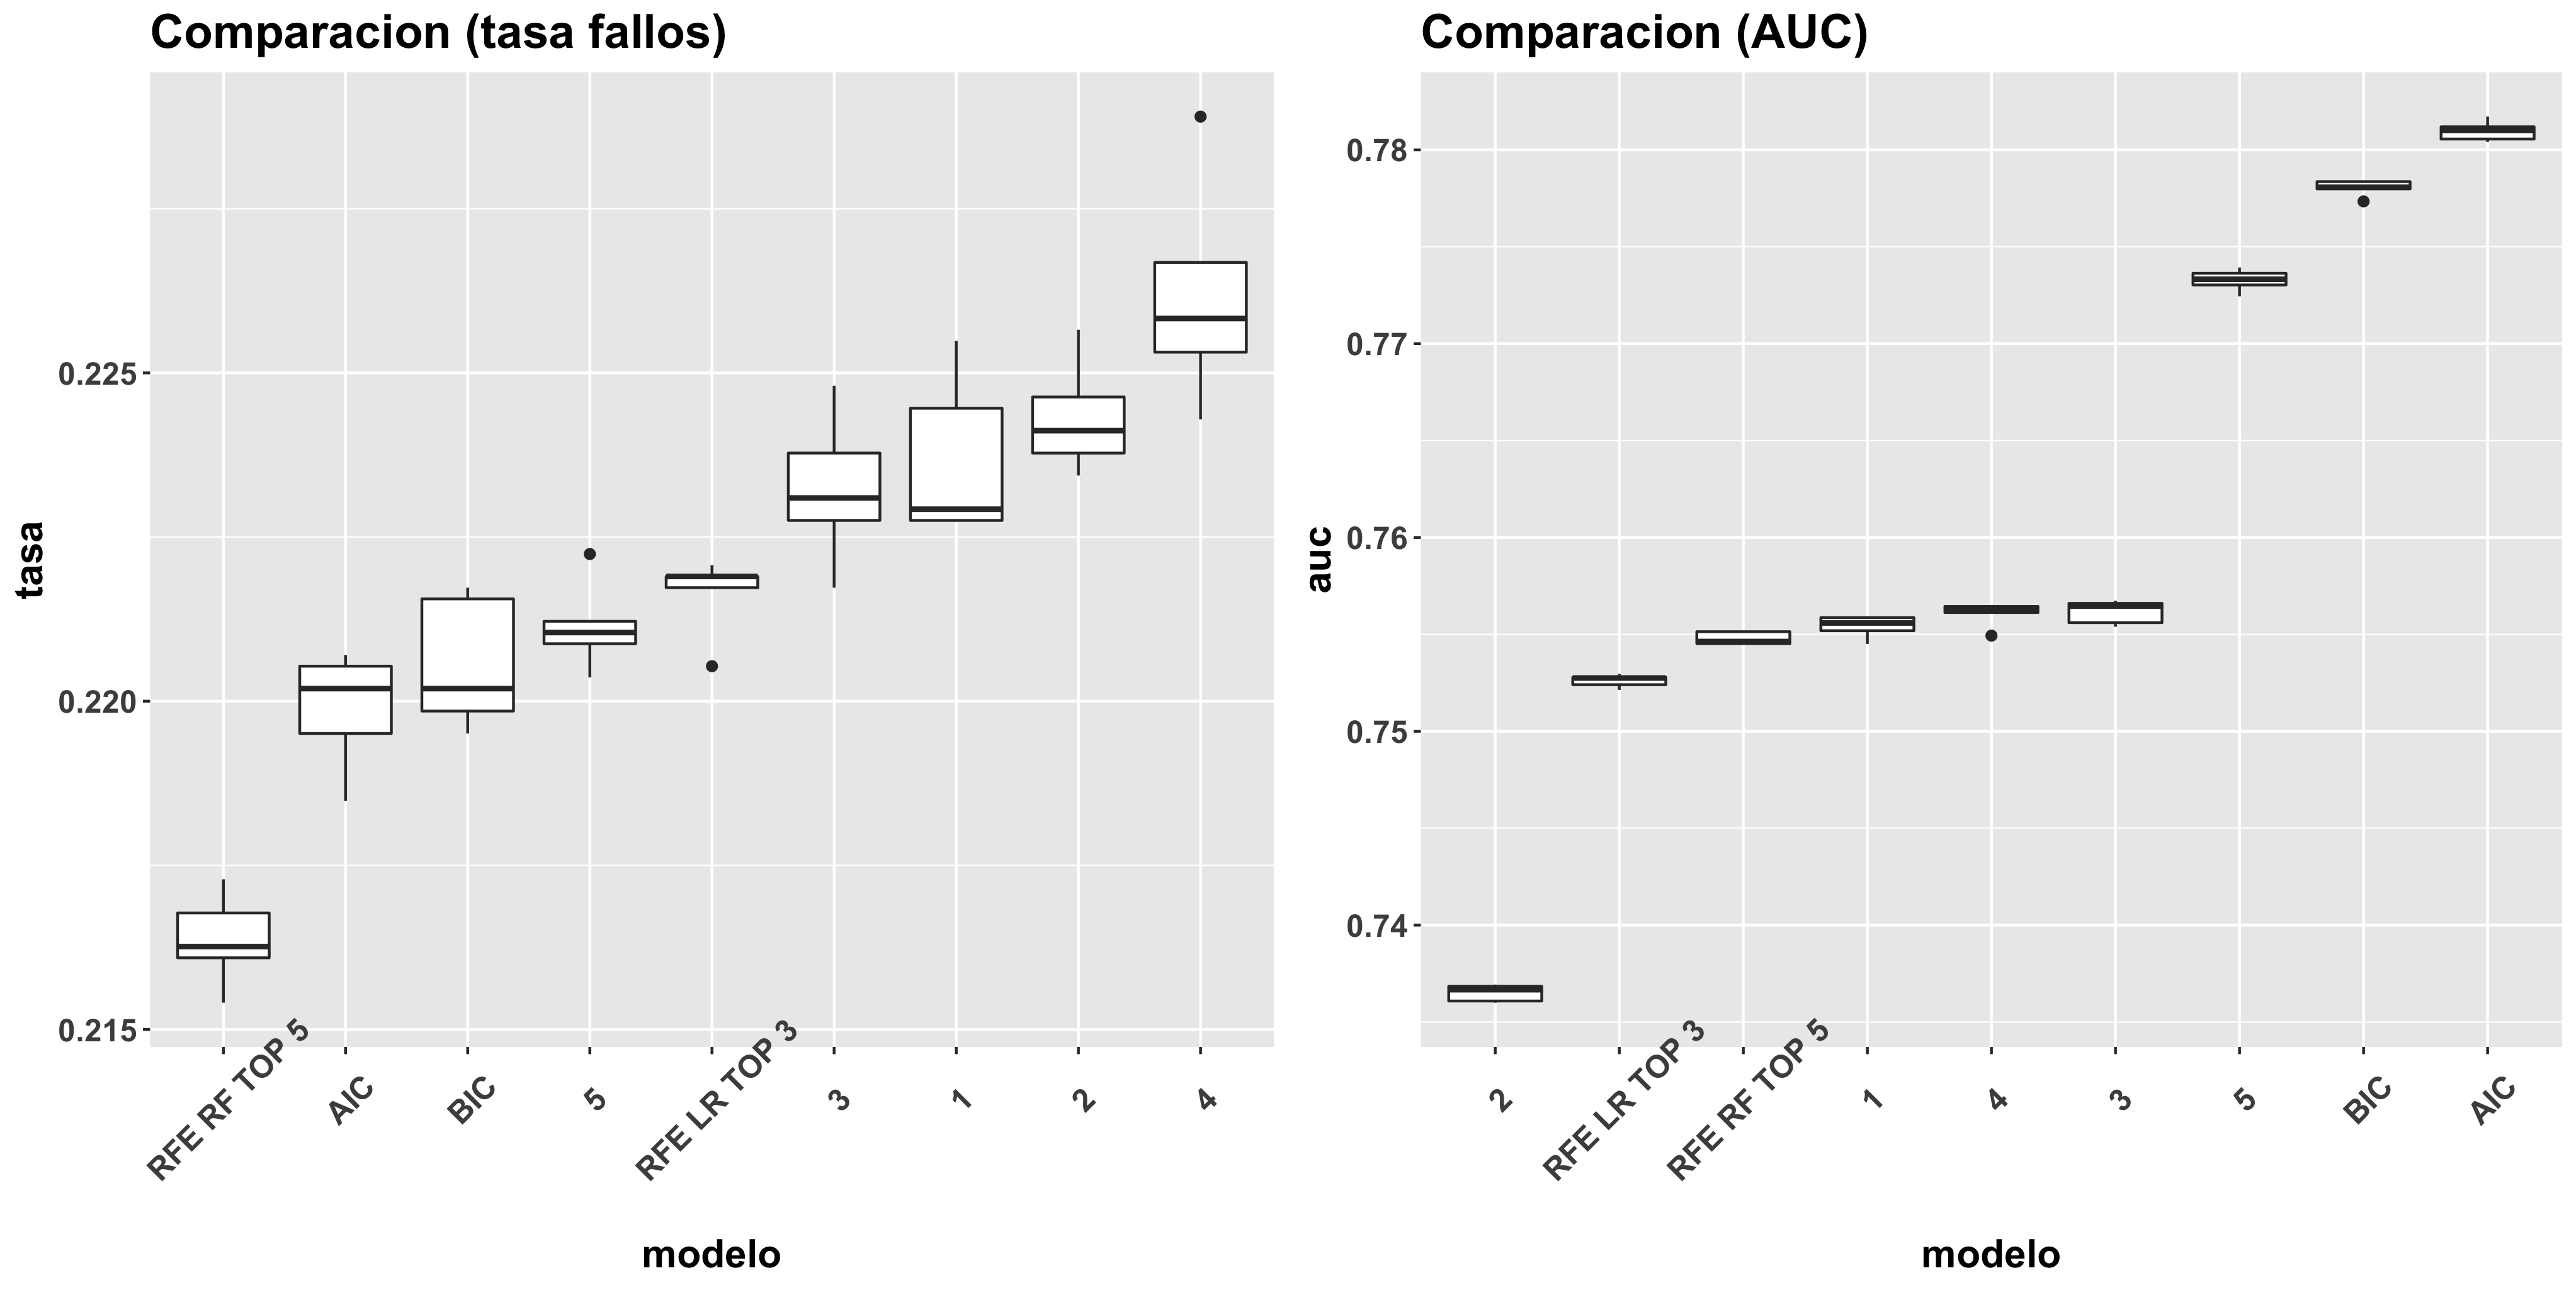 Comparacion (tasa fallos)
tasa
0.225
0.220
0.215
RFE RF TOP 5
AIC
BIC
5
RFE LR TOP 3
3
1
2
4
modelo
Comparacion (AUC)
auc
0.78
0.77
0.76
0.75
0.74
2
RFE LR TOP 3
RFE RF TOP 5
1
4
3
5
BIC
AIC
modelo